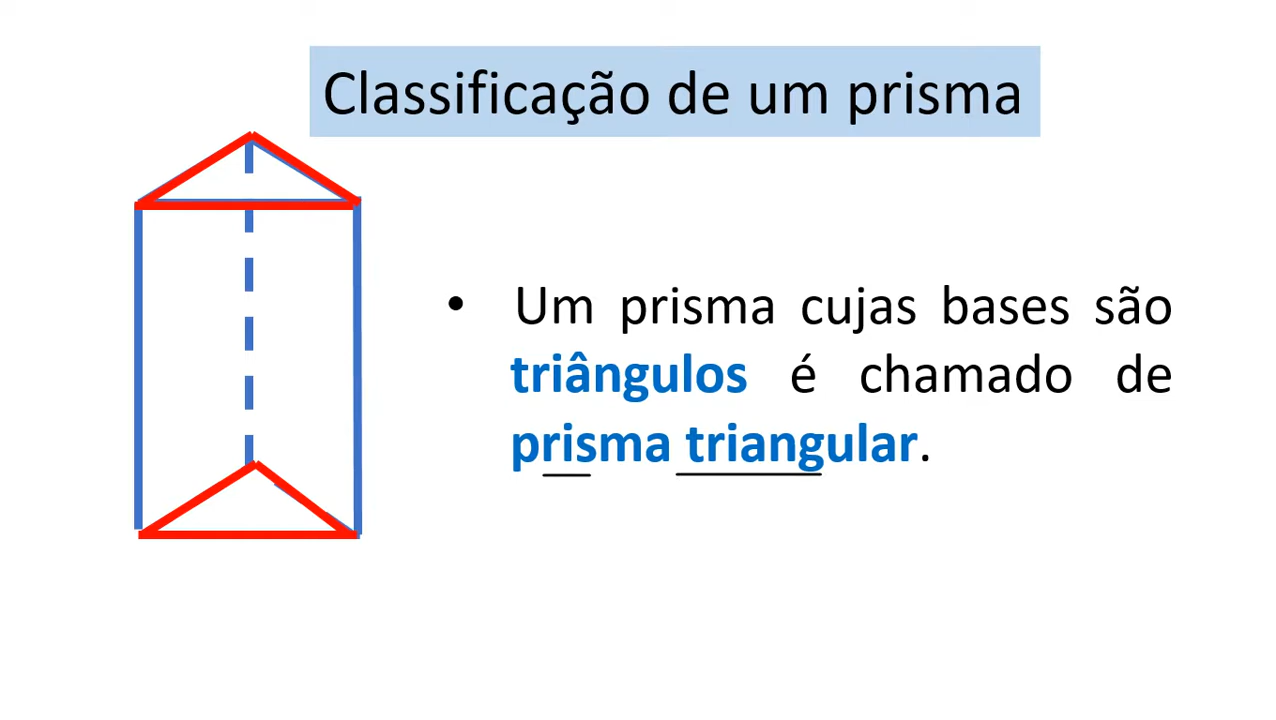 Classificação de um prisma
• Um prisma cujas bases são
triângulos é chamado de
prisma triangular.